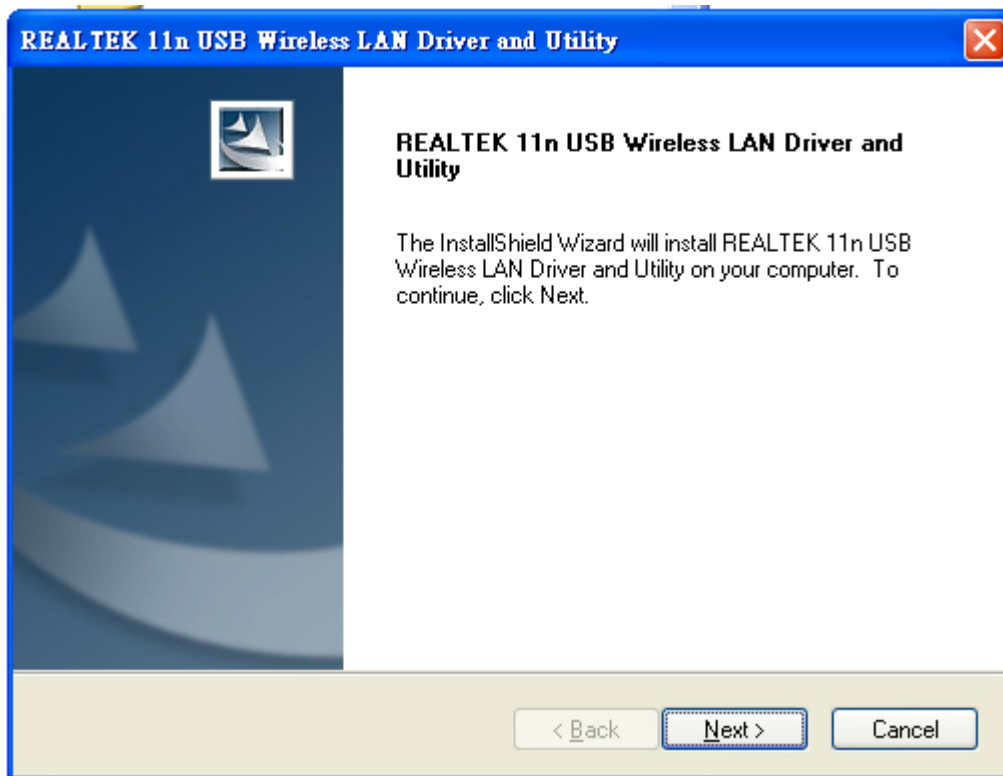 REALTEK 11n USB Wireless LAN Driver and Utility
REALTEK 11n USB Wireless LAN Driver and
Utility
The InstallShield Wizard will install REALTEK 11n USB
Wireless LAN Driver and Utility on your computer. To
continue, click Next.
< Back Next > Cancel